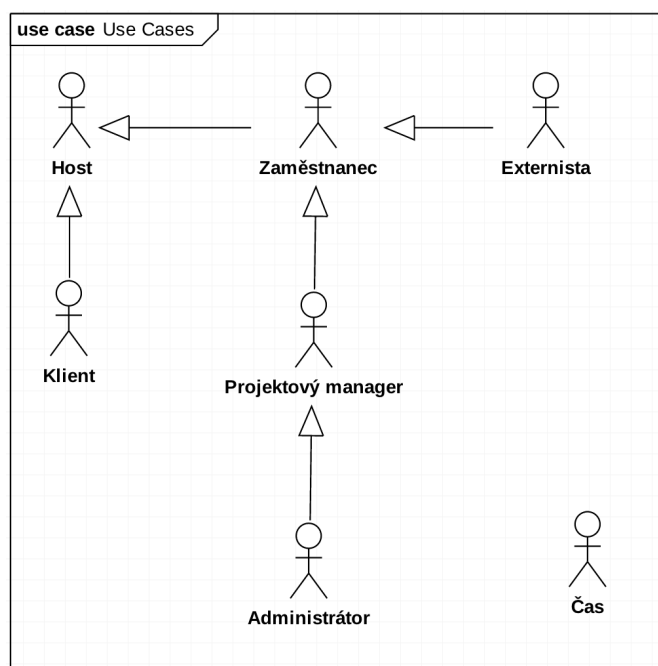 use case Use Cases
Host
Zaměstnanec
Externista
Klient
Projektový manager
Administrátor
Čas